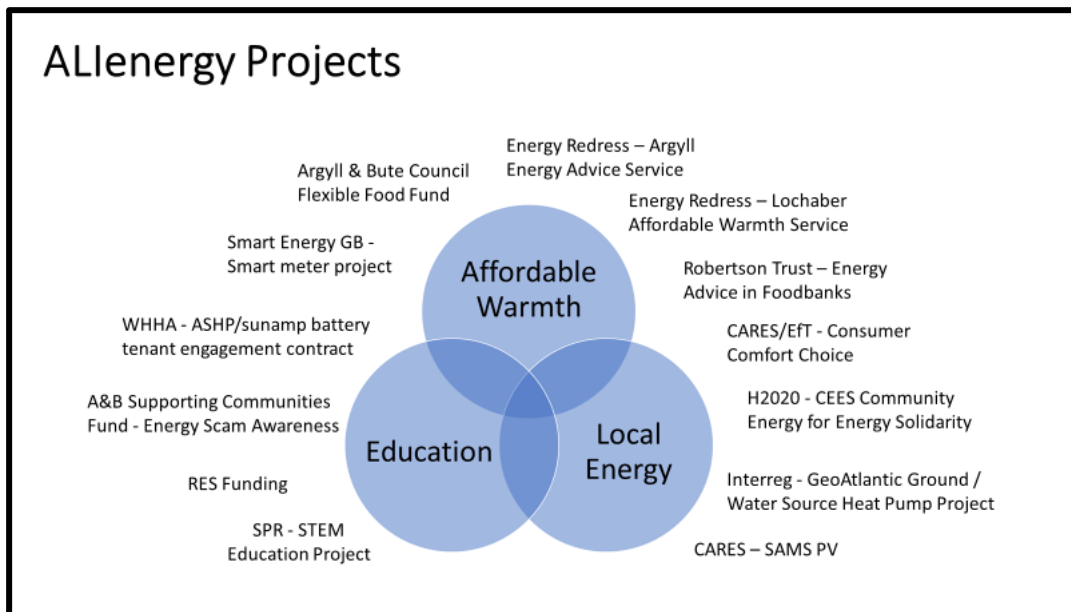 ALIenergy Projects
Energy Redress – Argyll
Energy Advice Service
Argyll & Bute Council
Flexible Food Fund
Energy Redress – Lochaber
Affordable Warmth Service
Smart Energy GB -
Smart meter project
Affordable
Warmth
Robertson Trust – Energy
Advice in Foodbanks
WHHA - ASHP/sunamp battery
tenant engagement contract
CARES/EfT - Consumer
Comfort Choice
A&B Supporting Communities
Fund - Energy Scam Awareness
H2020 - CEES Community
Energy for Energy Solidarity
Education
Local
Energy
RES Funding
Interreg - GeoAtlantic Ground /
Water Source Heat Pump Project
SPR - STEM
Education Project
CARES – SAMS PV